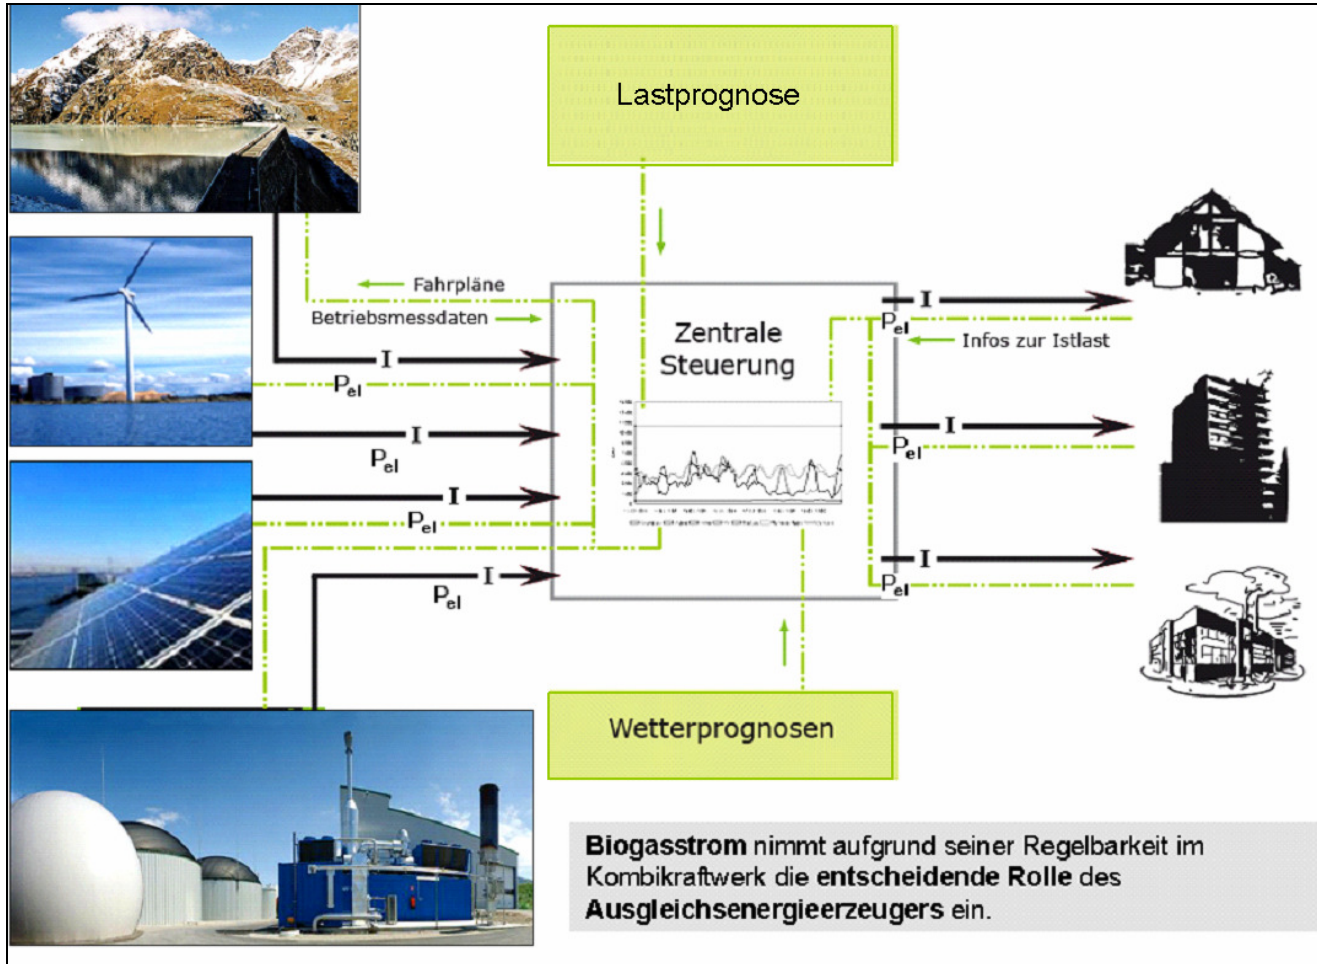 Lastprognose
Fahrpläne
Betriebsmessdaten
Zentrale
Steuerung
I
Pel
I
Pel
I
Pel
I
Pel
I
Pel
Infos zur Istlast
I
Pel
I
Pel
Wetterprognosen
Biogasstrom nimmt aufgrund seiner Regelbarkeit im
Kombikraftwerk die entscheidende Rolle des
Ausgleichsenergieerzeugers ein.